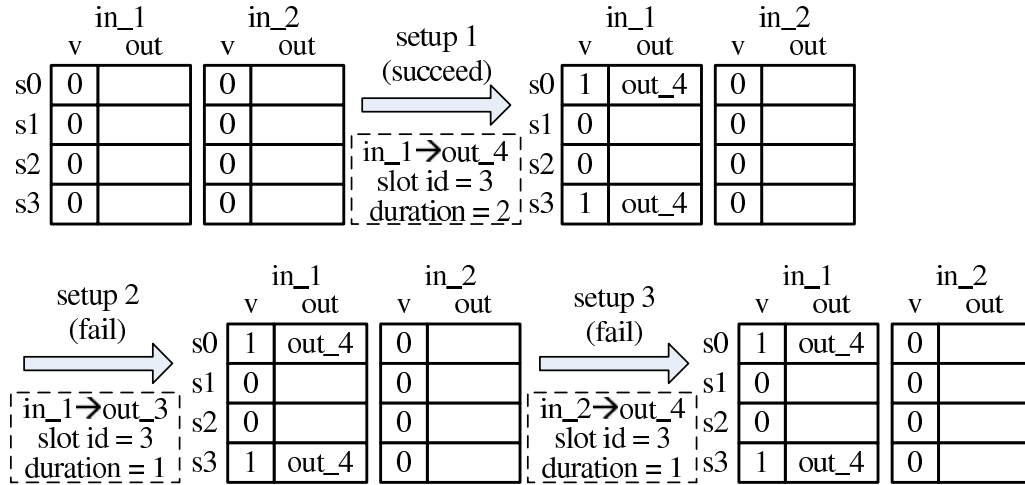 in_1 in_2
v out v out
setup 1
(succeed)
in_1 in_2
v out v out
s0 0 0
s1 0 0
s2 0 0
s3 0 0
in_1→out_4
slot id = 3
duration = 2
s0 1 out_4 0
s1 0 0
s2 0 0
s3 1 out_4 0
setup 2
(fail)
in_1→out_3
slot id = 3
duration = 1
in_1 in_2
v out v out
s0 1 out_4 0
s1 0 0
s2 0 0
s3 1 out_4 0
setup 3
(fail)
in_2→out_4
slot id = 3
duration = 1
in_1 in_2
v out v out
s0 1 out_4 0
s1 0 0
s2 0 0
s3 1 out_4 0